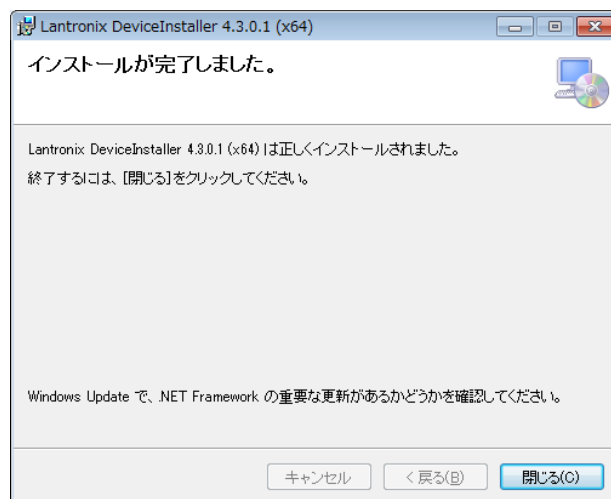 Lantronix DeviceInstaller 4.3.0.1 (x64)
インストールが完了しました。
Lantronix DeviceInstaller 4.3.0.1 (x64) は正しくインストールされました。
終了するには、[閉じる]をクリックしてください。
Windows Update で、.NET Framework の重要な更新があるかどうかを確認してください。
キャンセル
< 戻る(B)
閉じる(C)